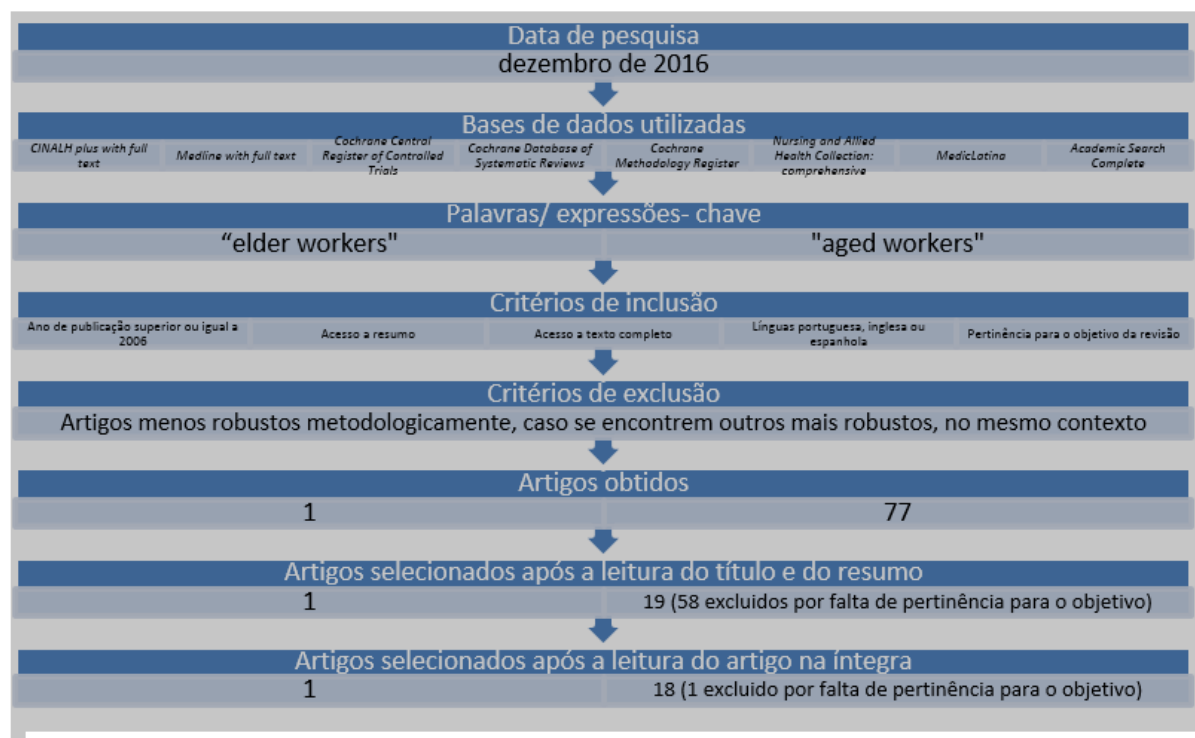 Data de pesquisa
dezembro de 2016
Bases de dados utilizadas
CINALH plus with full
text
Medline with full text
Cochrane Central
Register of Controlled
Trials
Cochrane Database of
Systematic Reviews
Cochrane
Methodology Register
Nursing and Allied
Health Collection:
comprehensive
MedicLatina
Academic Search
Complete
Palavras/ expressões- chave
“elder workers"
"aged workers"
Critérios de inclusão
Ano de publicação superior ou igual a
2006
Acesso a resumo
Acesso a texto completo
Línguas portuguesa, inglesa ou
espanhola
Pertinência para o objetivo da revisão
Critérios de exclusão
Artigos menos robustos metodologicamente, caso se encontrem outros mais robustos, no mesmo contexto
Artigos obtidos
1
77
Artigos selecionados após a leitura do título e do resumo
1
19 (58 excluidos por falta de pertinência para o objetivo)
Artigos selecionados após a leitura do artigo na íntegra
1
18 (1 excluido por falta de pertinência para o objetivo)